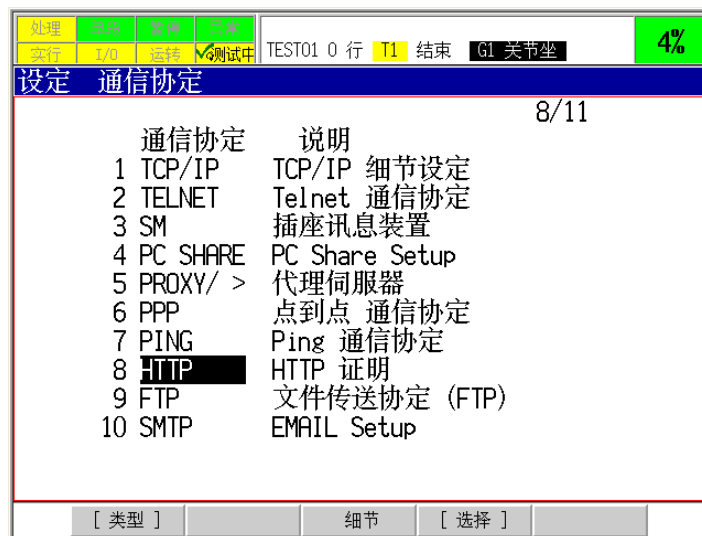 处理 暂停 异常
实行 I/O 运转 测试中 TEST01 0 行 T1 结束 G1 关节坐 4%
设定 通信协定
8/11
通信协定 说明
1 TCP/IP TCP/IP 细节设定
2 TELNET Telnet 通信协定
3 SM 插座讯息装置
4 PC SHARE PC Share Setup
5 PROXY/ > 代理伺服器
6 PPP 点到点 通信协定
7 PING Ping 通信协定
8 HTTP HTTP 证明
9 FTP 文件传送协定 (FTP)
10 SMTP EMAIL Setup
[ 类型 ] 细节 [ 选择 ]